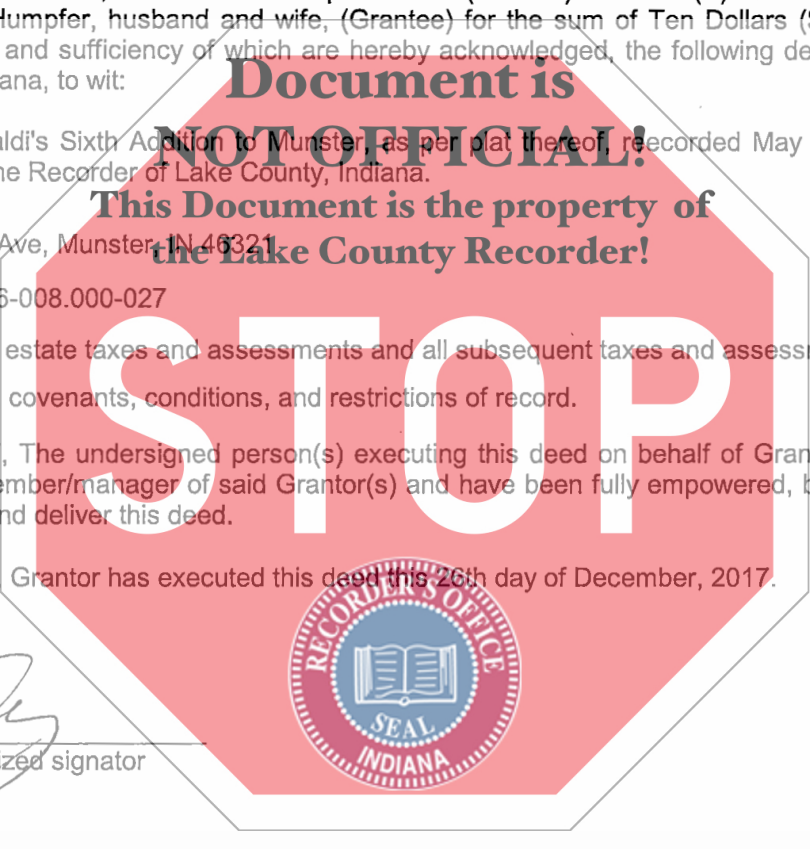 Humpfer, husband and wife, (Grantee) for the sum of Ten Dollars (
and sufficiency of which are hereby acknowledged, the following de
ana, to wit:
Document is
NOT OFFICIAL!
aldi's Sixth Addition to Munster, as per plat thereof, reecorded May
he Recorder of Lake County, Indiana.
This Document is the property of
the Lake County Recorder!
Ave, Munster, IN 46321
6-008.000-027
STOP
estate taxes and assessments and all subsequent taxes and assessm
covenants, conditions, and restrictions of record.
, The undersigned person(s) executing this deed on behalf of Gran
ember/manager of said Grantor(s) and have been fully empowered, b
nd deliver this deed.
Grantor has executed this deed this 26th day of December, 2017.
RECORDER'S OFFICE
SEAL
INDIANA
ized signator